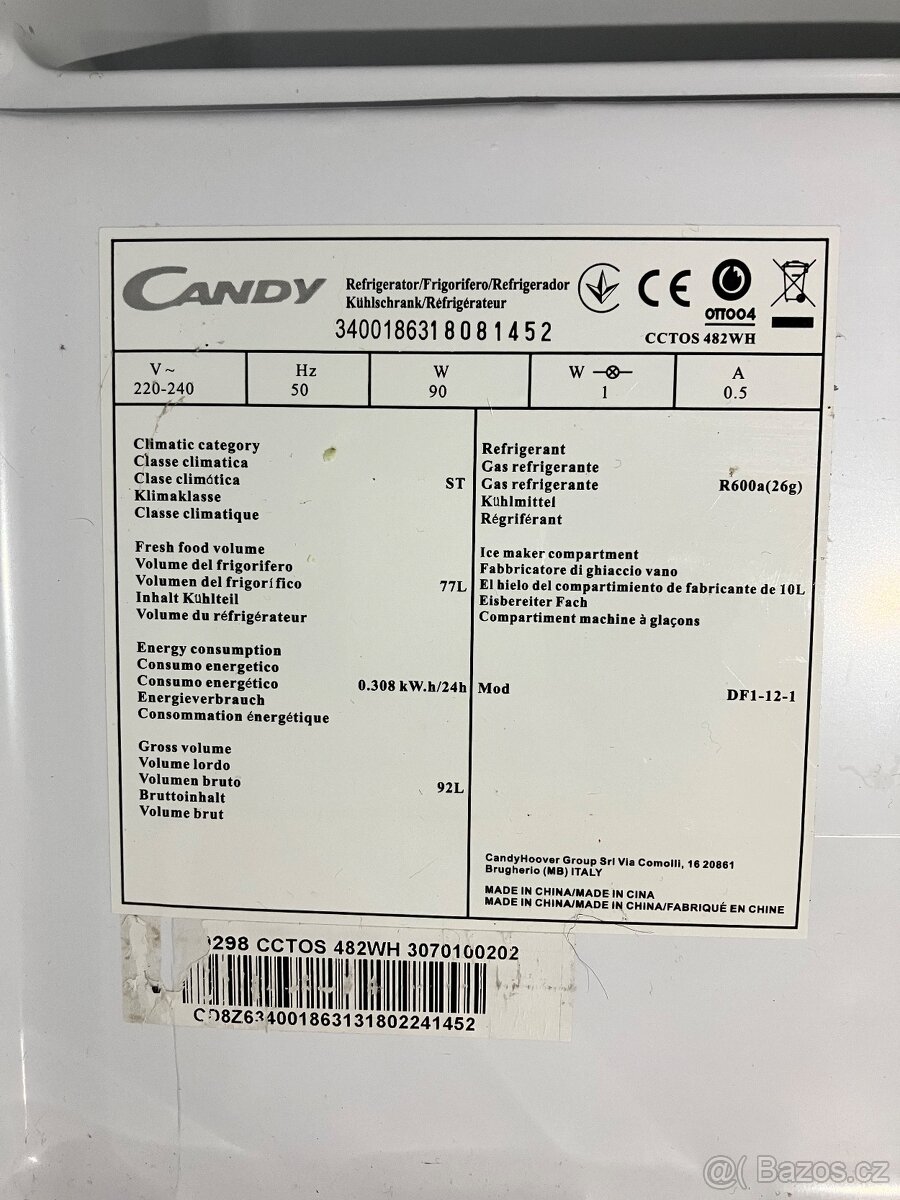 CANDY
Refrigerator/Frigorifero/Refrigerador
Kühlschrank/Réfrigérateur
3400186318081452
CE
OTT004
CCTOS 482WH
V~
220-240
Hz
50
W
90
W
1
A
0.5
Climatic category
Classe climatica
Clase climótica
Klimaklasse
Classe climatique
ST
Fresh food volume
Volume del frigorifero
Volumen del frigorífico
Inhalt Kühlteil
Volume du réfrigérateur
77L
Energy consumption
Consumo energetico
Consumo energético
Energieverbrauch
Consommation énergétique
0.308 kW.h/24h
Gross volume
Volume lordo
Volumen bruto
Bruttoinhalt
Volume brut
92L
Refrigerant
Gas refrigerante
Gas refrigerante
Kühlmittel
Régriférant
R600a(26g)
Ice maker compartment
Fabbricatore di ghiaccio vano
El hielo del compartimiento de fabricante de 10L
Eisbereiter Fach
Compartiment machine à glaçons
Mod
DF1-12-1
CandyHoover Group Srl Via Comolli, 16 20861
Brugherio (MB) ITALY
MADE IN CHINA/MADE IN CINA
MADE IN CHINA/MADE IN CHINA/FABRIQUÉ EN CHINE
0298 CCTOS 482WH 3070100202
CD8Z63400186313180224​1452
@( Bazos.cz